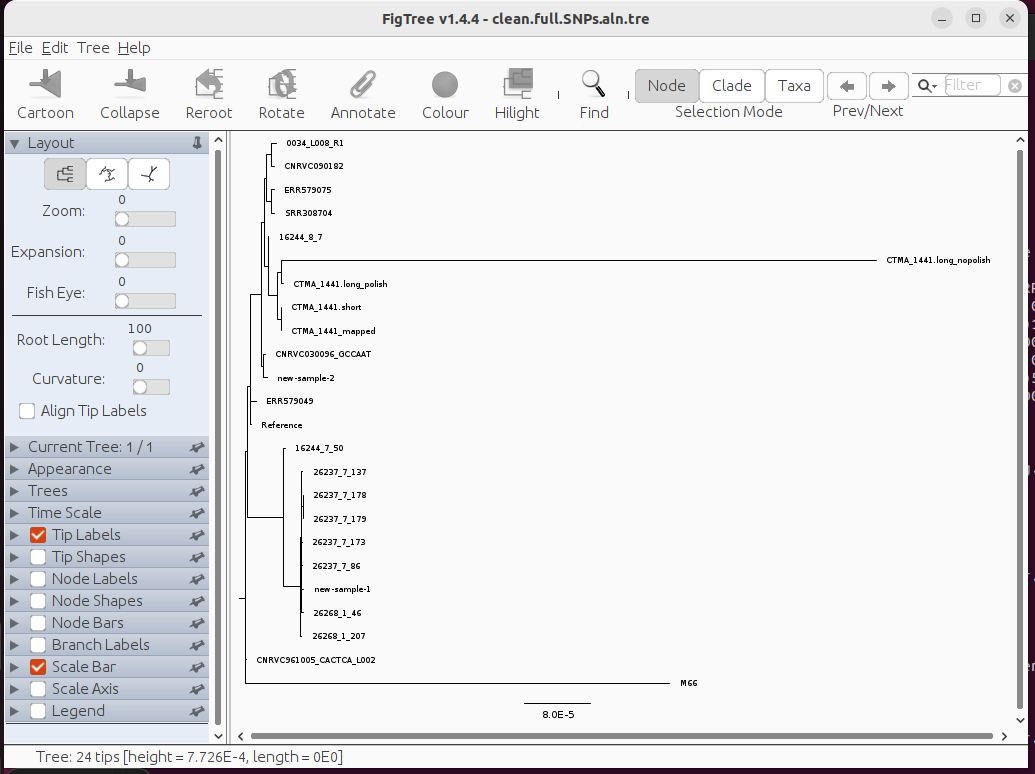 FigTree v1.4.4 - clean.full.SNPs.aln.tre
File Edit Tree Help
Cartoon Collapse Reroot Rotate Annotate Colour Hilight Find
Node Clade Taxa
Selection Mode
Prev/Next
Filter
Layout
Zoom: 0
Expansion: 0
Fish Eye: 0
Root Length: 100
Curvature: 0
Align Tip Labels
Current Tree: 1 / 1
Appearance
Trees
Time Scale
Tip Labels
Tip Shapes
Node Labels
Node Shapes
Node Bars
Branch Labels
Scale Bar
Scale Axis
Legend
0034_L008_R1
CNRVC090182
ERR579075
SRR308704
16244_8_7
CTMA_1441.long_nopolish
CTMA_1441.long_polish
CTMA_1441.short
CTMA_1441_mapped
CNRVC030096_GCCAAT
new-sample-2
ERR579049
Reference
16244_7_50
26237_7_137
26237_7_178
26237_7_179
26237_7_173
26237_7_86
new-sample-1
26268_1_46
26268_1_207
CNRVC961005_CACTCA_L002
M66
8.0E-5
Tree: 24 tips [height = 7.726E-4, length = 0E0]